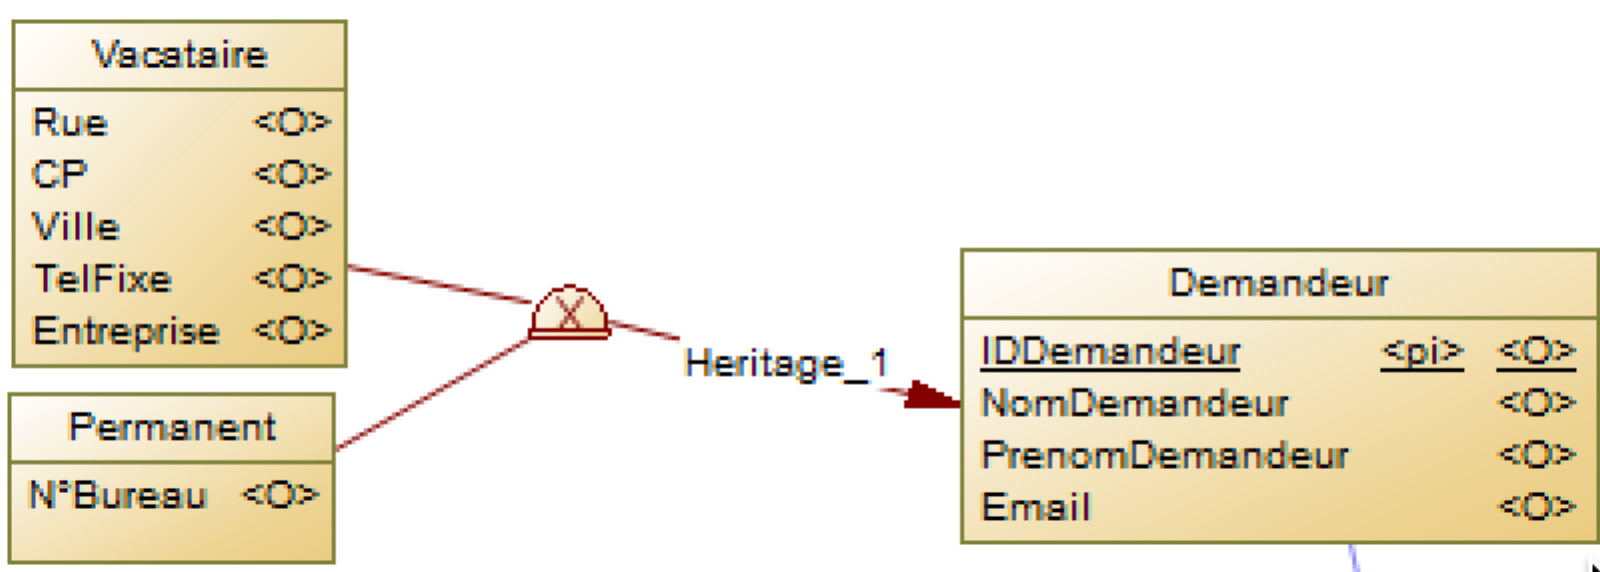 Vacataire
Rue <O>
CP <O>
Ville <O>
TelFixe <O>
Entreprise <O>
Permanent
N°Bureau <O>
X
Heritage_1
Demandeur
IDDemandeur <pi> <O>
NomDemandeur <O>
PrenomDemandeur <O>
Email <O>